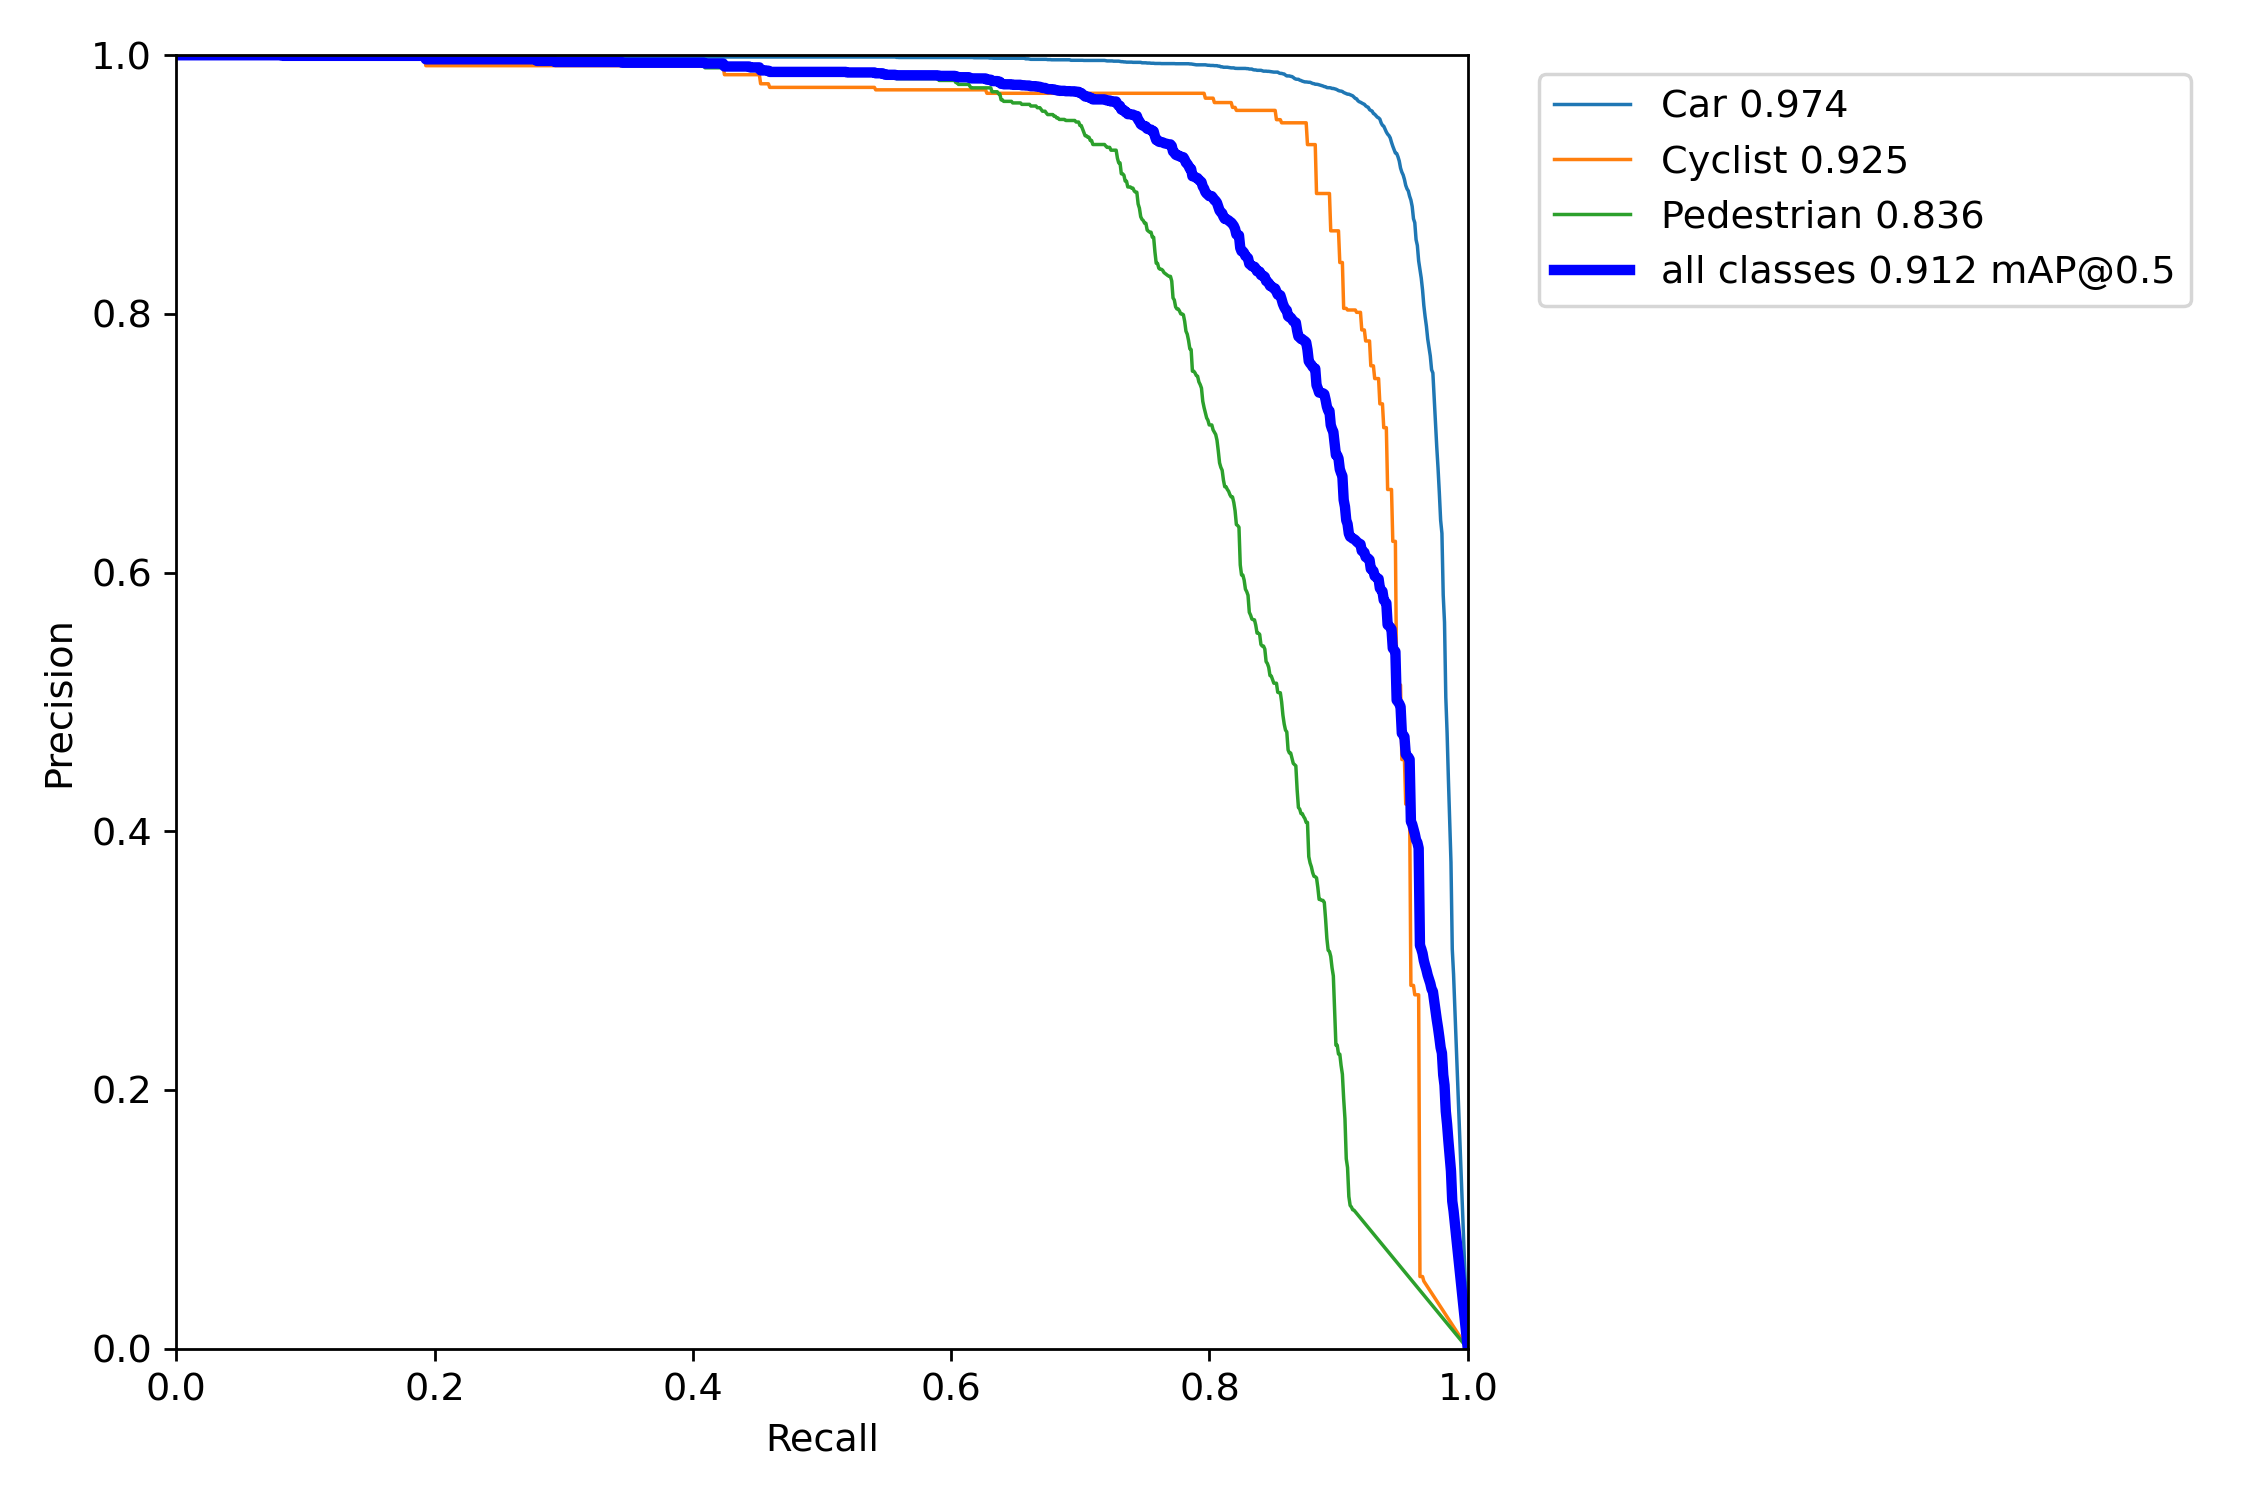 1.0
0.8
0.6
0.4
0.2
0.0
Precision
0.0 0.2 0.4 0.6 0.8 1.0
Recall
Car 0.974
Cyclist 0.925
Pedestrian 0.836
all classes 0.912 mAP@0.5